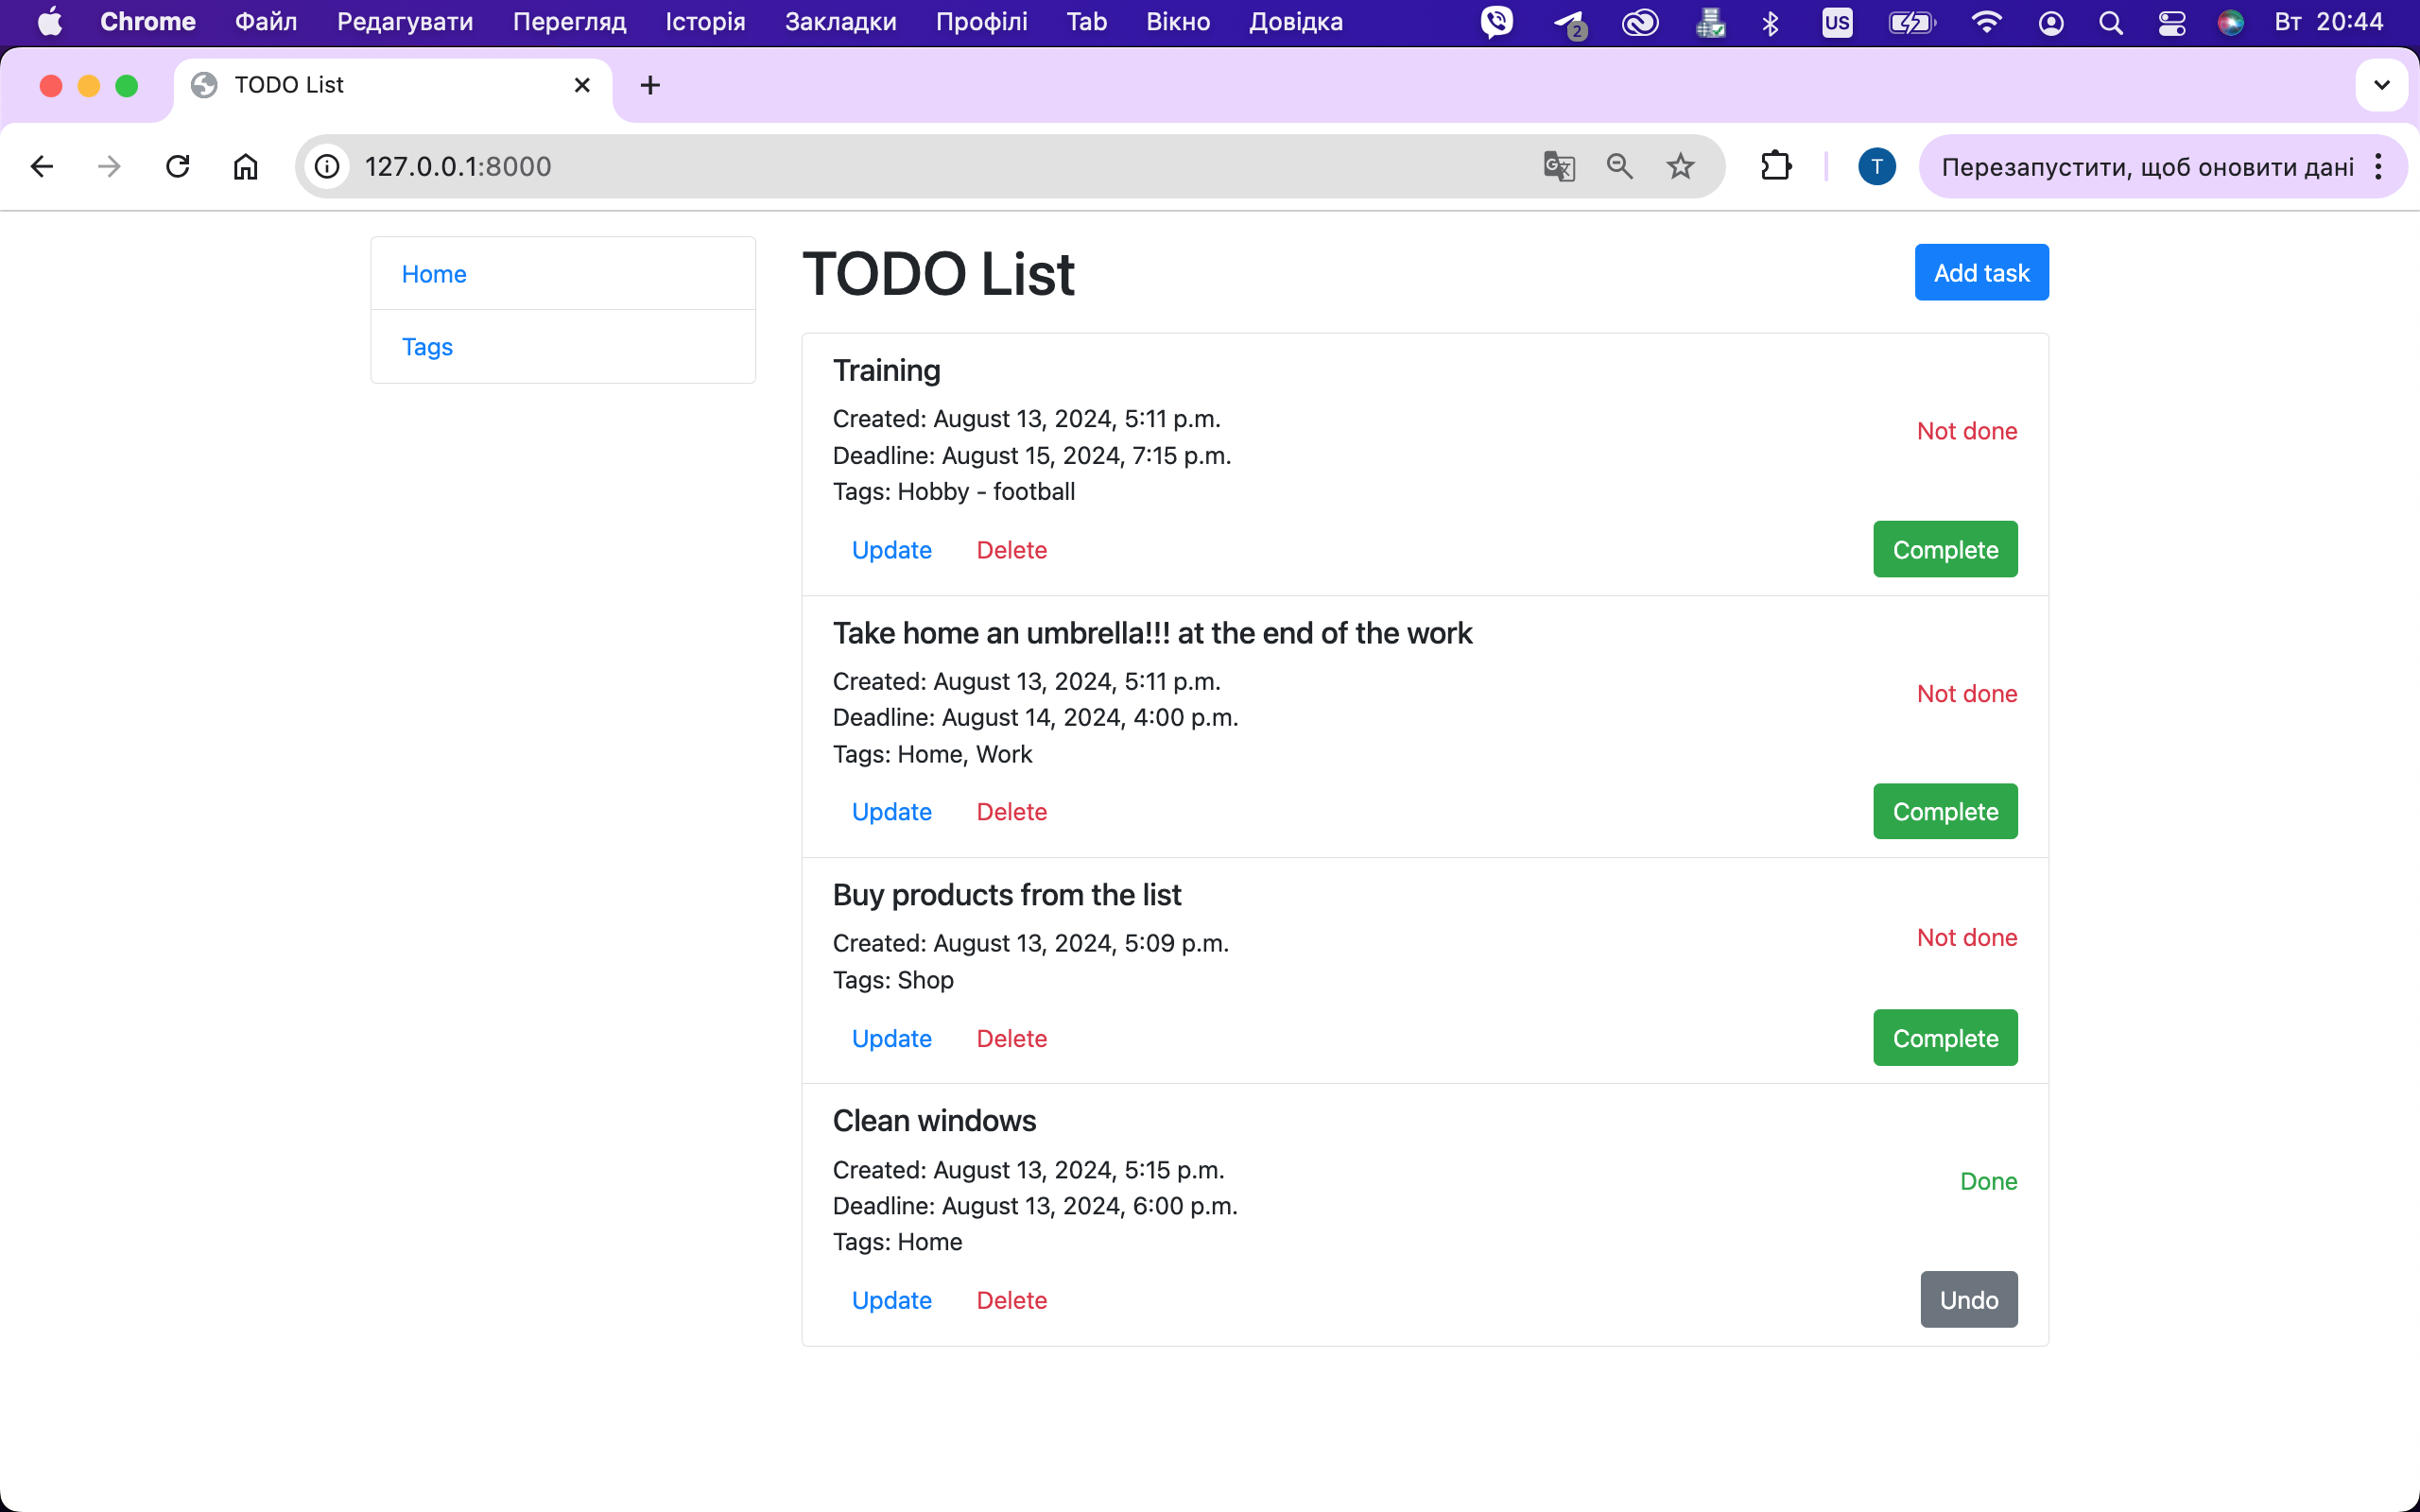 Chrome Файл Редагувати Перегляд Історія Закладки Профілі Tab Вікно Довідка 2 US Вт 20:44
TODO List
127.0.0.1:8000 T Перезапустити, щоб оновити дані
Home
Tags
TODO List Add task
Training
Created: August 13, 2024, 5:11 p.m.
Not done
Deadline: August 15, 2024, 7:15 p.m.
Tags: Hobby - football
Update Delete Complete
Take home an umbrella!!! at the end of the work
Created: August 13, 2024, 5:11 p.m.
Not done
Deadline: August 14, 2024, 4:00 p.m.
Tags: Home, Work
Update Delete Complete
Buy products from the list
Created: August 13, 2024, 5:09 p.m.
Not done
Tags: Shop
Update Delete Complete
Clean windows
Created: August 13, 2024, 5:15 p.m.
Done
Deadline: August 13, 2024, 6:00 p.m.
Tags: Home
Update Delete Undo